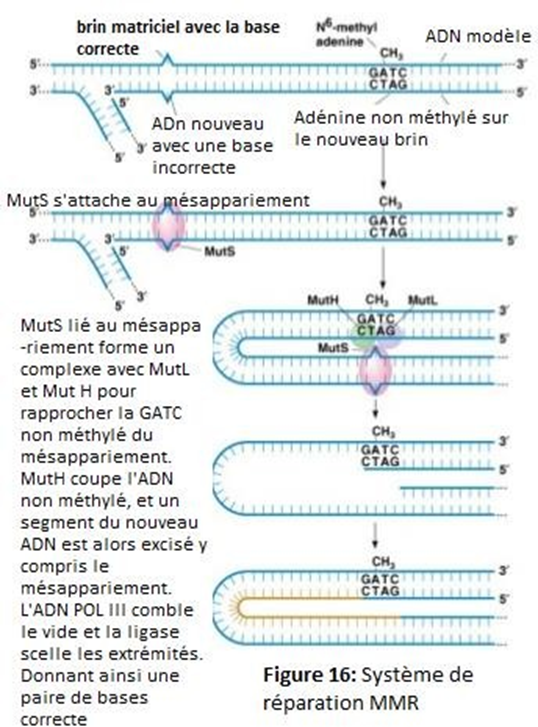 brin matriciel avec la base
correcte
N⁶-methyl
adenine
CH₃
ADN modèle
5'
3'
GATC
CTAG
3'
3'
5'
5'
ADn nouveau
avec une base
incorrecte
3'
5'
Adénine non méthylé sur
le nouveau brin
MutS s'attache au mésappariement
CH₃
5'
3'
GATC
CTAG
3'
3'
5'
MutS
3'
5'
MutH
CH₃
MutL
3'
GATC
CTAG
5'
MutS
MutS lié au mésappa
-riement forme un
complexe avec MutL
et Mut H pour
rapprocher la GATC
non méthylé du
mésappariement.
MutH coupe l'ADN
non méthylé, et un
segment du nouveau
ADN est alors excisé y
compris le
mésappariement.
L'ADN POL III comble
le vide et la ligase
scelle les extrémités.
Donnant ainsi une
paire de bases
correcte
CH₃
3'
GATC
CTAG
5'
CH₃
3'
GATC
CTAG
5'
Figure 16: Système de
réparation MMR